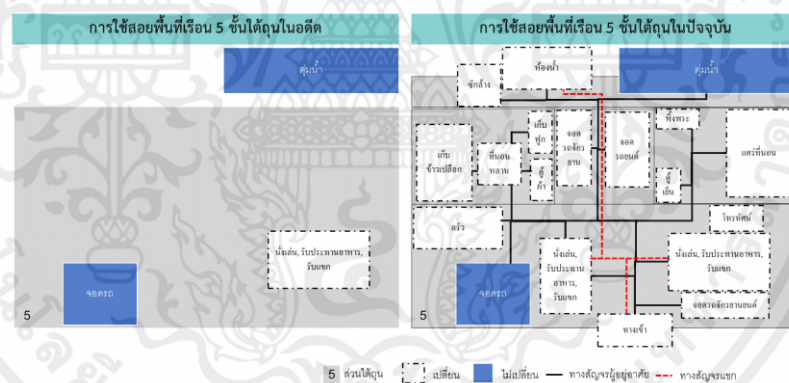 การใช้สอยพื้นที่เรือน 5 ชั้นใต้ถุนในอดีต
การใช้สอยพื้นที่เรือน 5 ชั้นใต้ถุนในปัจจุบัน
ตุ่มน้ำ
นั่งเล่น, รับประทานอาหาร,
รับแขก
จอดรถ
5
ห้องน้ำ
ซักล้าง
ตุ่มน้ำ
เก็บ
ข้าวเปลือก
ที่นอน
หลาน
เก็บ
ฟูก
ผ้า
จอด
รถจักร
ยาน
จอด
รถยนต์
หิ้งพระ
เย็น
แคร่ที่นอน
ครัว
โทรทัศน์
นั่งเล่น,
รับประทาน
อาหาร,
รับแขก
นั่งเล่น, รับประทานอาหาร,
รับแขก
จอดรถ
จอดรถจักรยานยนต์
ทางเข้า
5
5 ส่วนใต้ถุน เปลี่ยน ไม่เปลี่ยน ทางสัญจรผู้อยู่อาศัย ทางสัญจรแขก